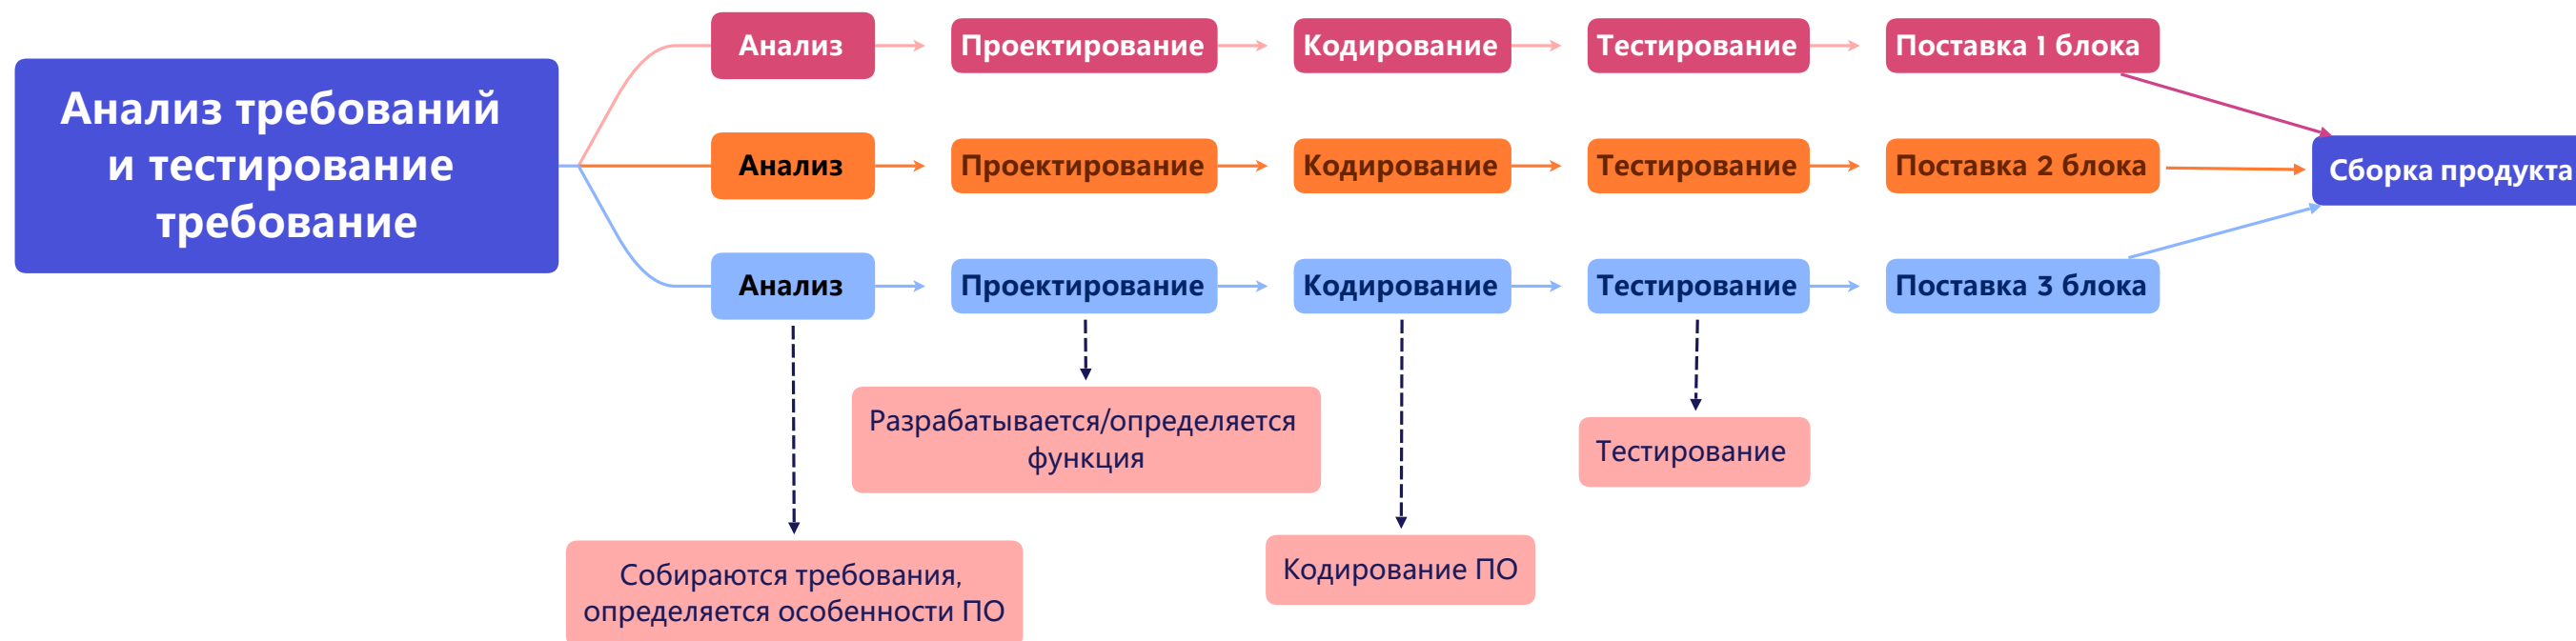 Анализ требований
и тестирование
требование
Анализ
Проектирование
Кодирование
Тестирование
Поставка 1 блока
Анализ
Проектирование
Кодирование
Тестирование
Поставка 2 блока
Сборка продукта
Анализ
Проектирование
Кодирование
Тестирование
Поставка 3 блока
Разрабатывается/определяется
функция
Тестирование
Собираются требования,
определяется особенности ПО
Кодирование ПО